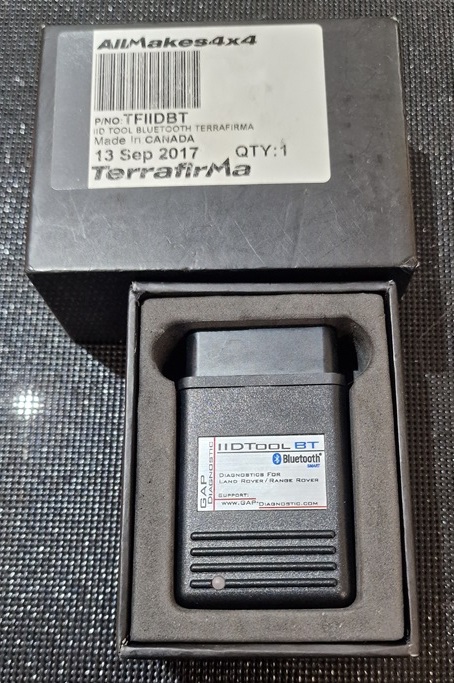 AllMakes4x4
P/NO:TFIIDBT
IID TOOL BLUETOOTH TERRAFIRMA
Made In CANADA
13 Sep 2017 QTY:1
TerrafirMa
GAP
DIAGNOSTIC
IIDTOOL BT
Bluetooth
SMART
DIAGNOSTICS FOR
LAND ROVER/RANGE ROVER
SUPPORT:
WWW.GAP-DIAGNOSTIC.COM